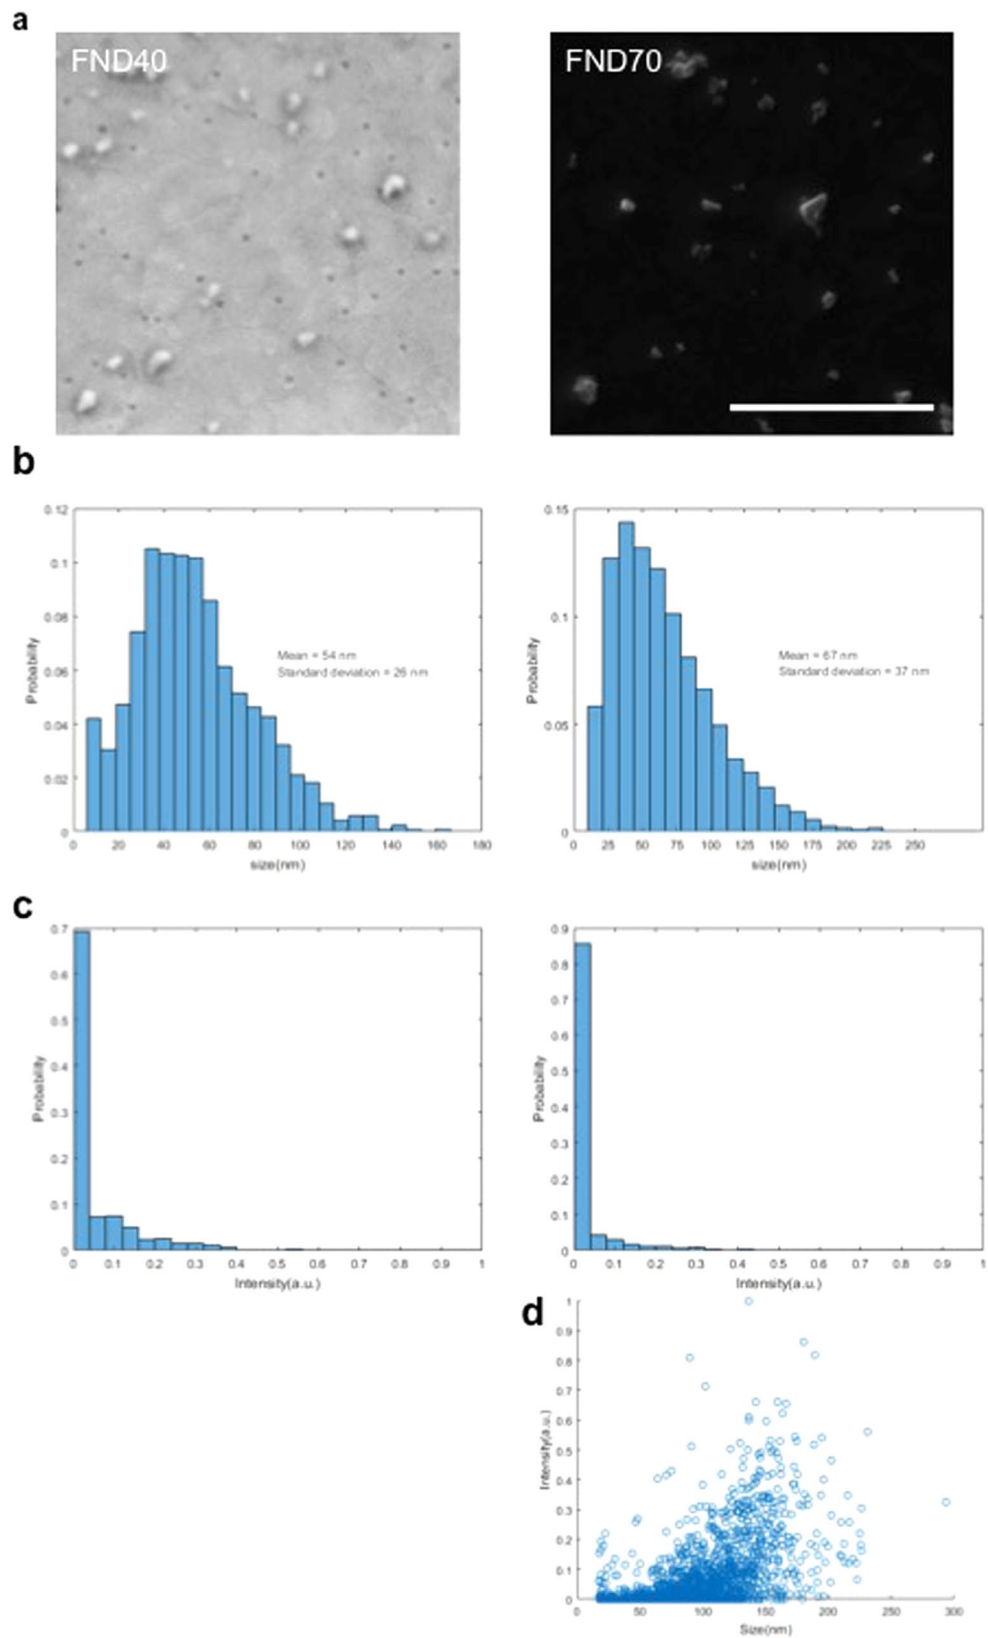 a
FND40
FND70
b
0.12
0.1
0.08
0.06
0.04
0.02
0
Probability
Mean = 54 nm
Standard deviation = 26 nm
0 20 40 60 80 100 120 140 160 180
size(nm)
0.15
0.1
0.05
0
Probability
Mean = 67 nm
Standard deviation = 37 nm
0 25 50 75 100 125 150 175 200 225 250
size(nm)
c
0.7
0.6
0.5
0.4
0.3
0.2
0.1
0
Probability
0 0.1 0.2 0.3 0.4 0.5 0.6 0.7 0.8 0.9 1
Intensity(a.u.)
0.9
0.8
0.7
0.6
0.5
0.4
0.3
0.2
0.1
0
Probability
0 0.1 0.2 0.3 0.4 0.5 0.6 0.7 0.8 0.9 1
Intensity(a.u.)
d
1
0.9
0.8
0.7
0.6
0.5
0.4
0.3
0.2
0.1
0
Intensity(a.u.)
0 50 100 150 200 250 300
Size(nm)